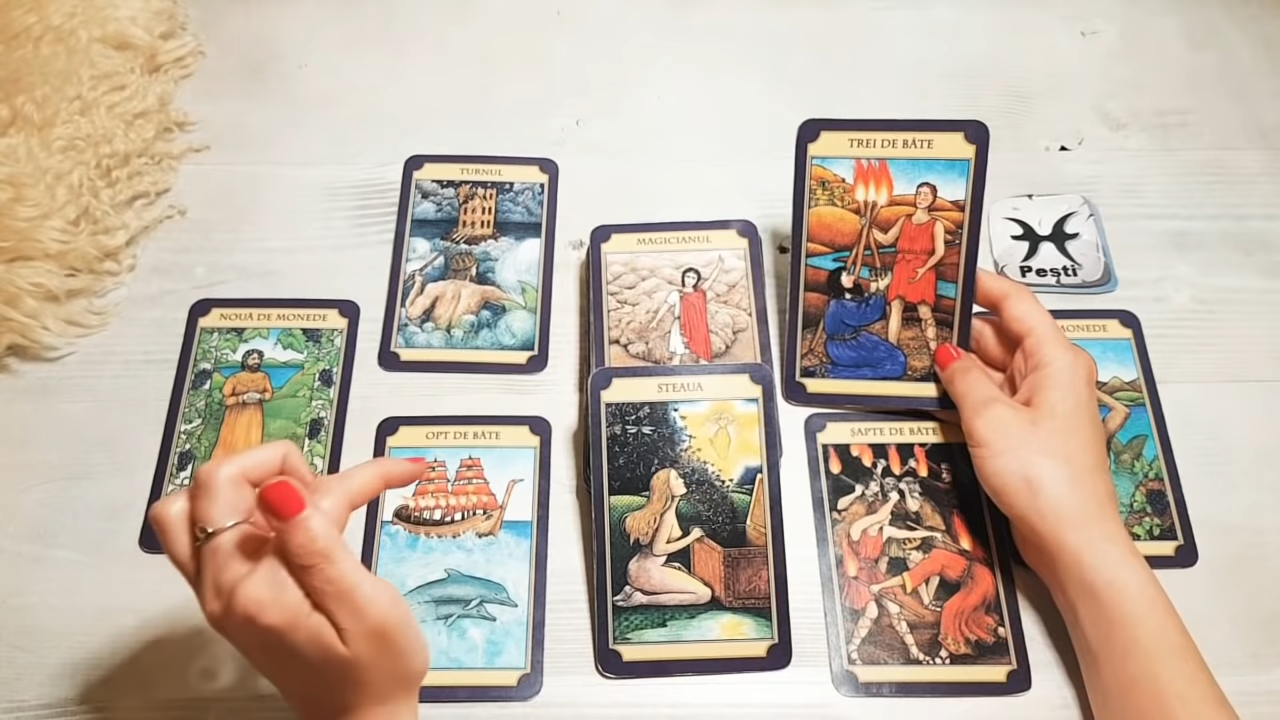 TURNUL
TREI DE BÂTE
MAGICIANUL
Pești
NOUĂ DE MONEDE
MONEDE
STEAUA
OPT DE BÂTE
ȘAPTE DE BÂTE